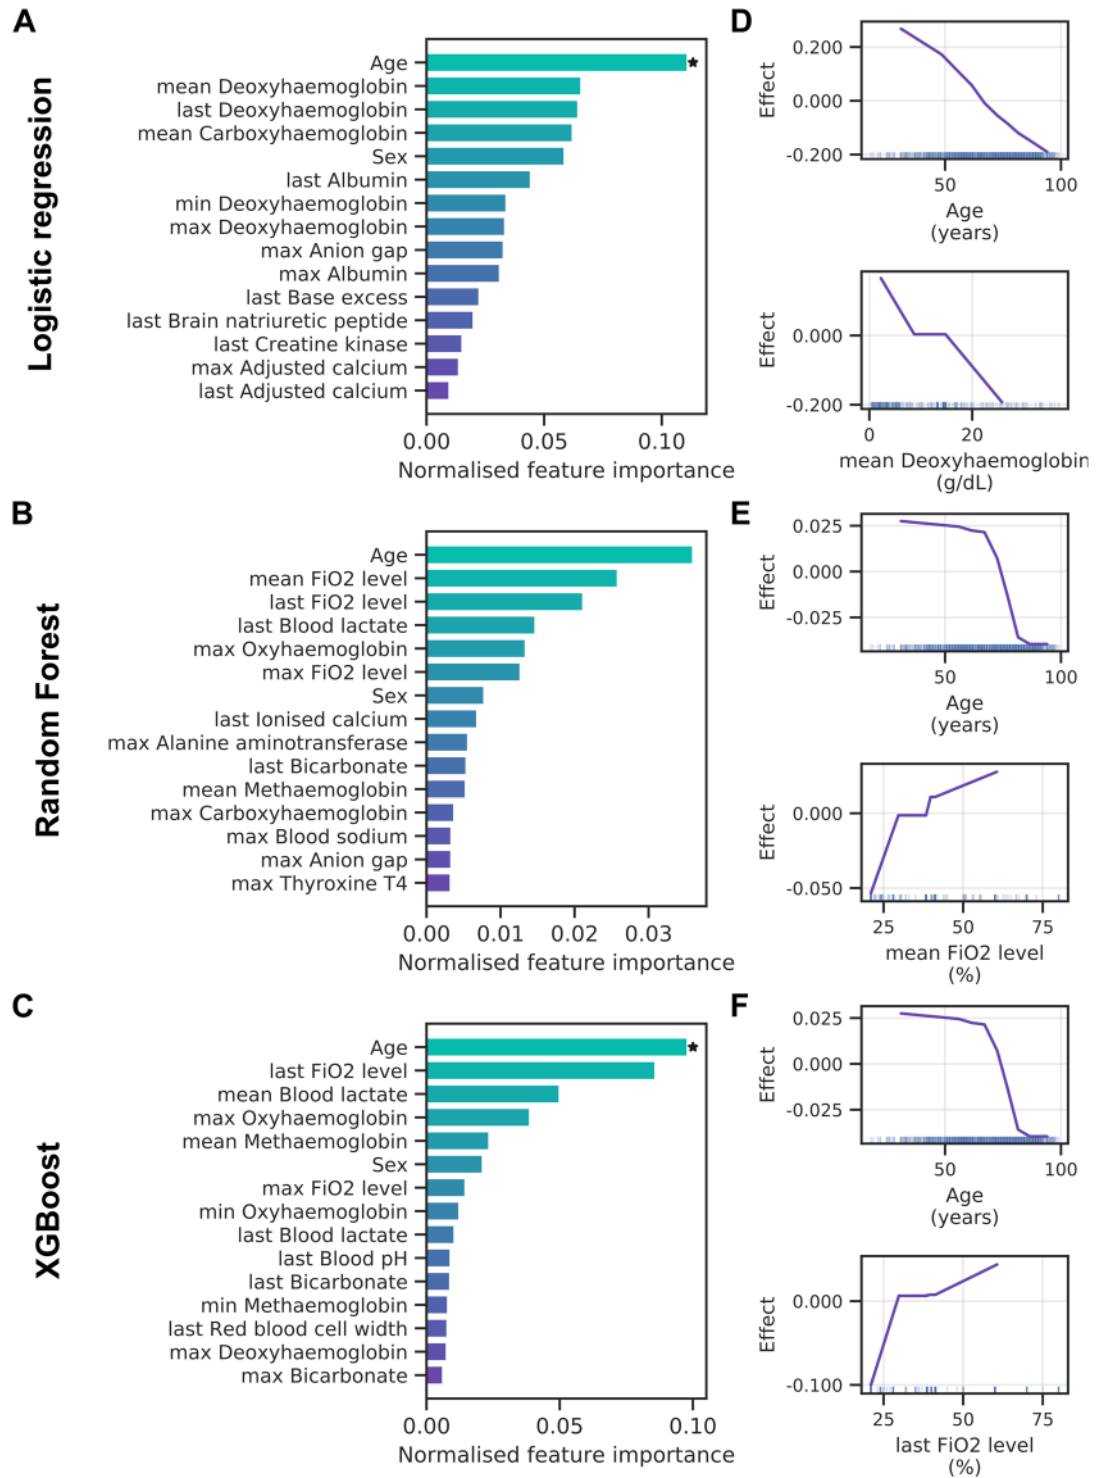 A
Logistic regression
Age
mean Deoxyhaemoglobin
last Deoxyhaemoglobin
mean Carboxyhaemoglobin
Sex
last Albumin
min Deoxyhaemoglobin
max Deoxyhaemoglobin
max Anion gap
max Albumin
last Base excess
last Brain natriuretic peptide
last Creatine kinase
max Adjusted calcium
last Adjusted calcium
*
0.00 0.05 0.10
Normalised feature importance
D
Effect
0.200
0.000
-0.200
50 100
Age
(years)
Effect
0.000
-0.200
0 20
mean Deoxyhaemoglobin
(g/dL)
B
Random Forest
Age
mean FiO2 level
last FiO2 level
last Blood lactate
max Oxyhaemoglobin
max FiO2 level
Sex
last Ionised calcium
max Alanine aminotransferase
last Bicarbonate
mean Methaemoglobin
max Carboxyhaemoglobin
max Blood sodium
max Anion gap
max Thyroxine T4
0.00 0.01 0.02 0.03
Normalised feature importance
E
Effect
0.025
0.000
-0.025
50 100
Age
(years)
Effect
0.000
-0.050
25 50 75
mean FiO2 level
(%)
C
XGBoost
Age
last FiO2 level
mean Blood lactate
max Oxyhaemoglobin
mean Methaemoglobin
Sex
max FiO2 level
min Oxyhaemoglobin
last Blood lactate
last Blood pH
last Bicarbonate
min Methaemoglobin
last Red blood cell width
max Deoxyhaemoglobin
max Bicarbonate
*
0.00 0.05 0.10
Normalised feature importance
F
Effect
0.025
0.000
-0.025
50 100
Age
(years)
Effect
0.000
-0.100
25 50 75
last FiO2 level
(%)